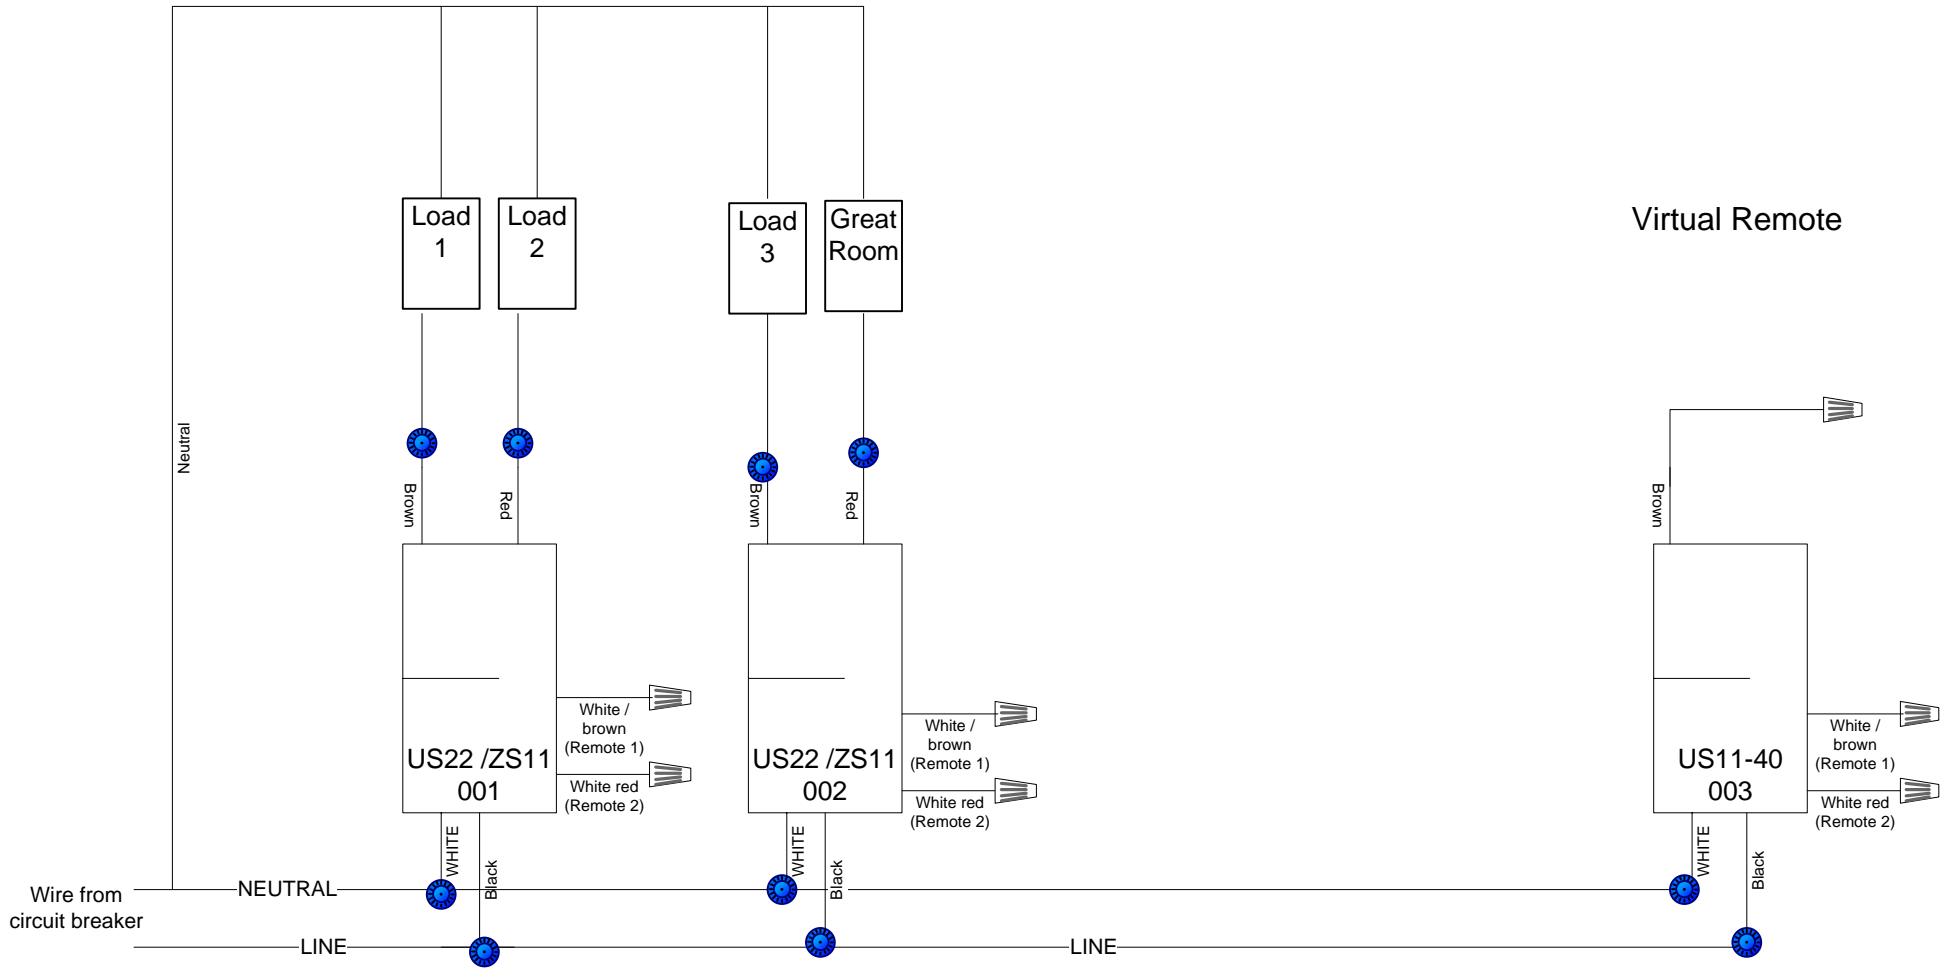 Load
1
Load
2
Load
3
Great
Room
Virtual Remote
Neutral
Brown
Red
Brown
Red
Brown
US22 /ZS11
001
White /
brown
(Remote 1)
White red
(Remote 2)
US22 /ZS11
002
White /
brown
(Remote 1)
White red
(Remote 2)
US11-40
003
White /
brown
(Remote 1)
White red
(Remote 2)
WHITE
Black
WHITE
Black
WHITE
Black
Wire from
circuit breaker
NEUTRAL
LINE
LINE